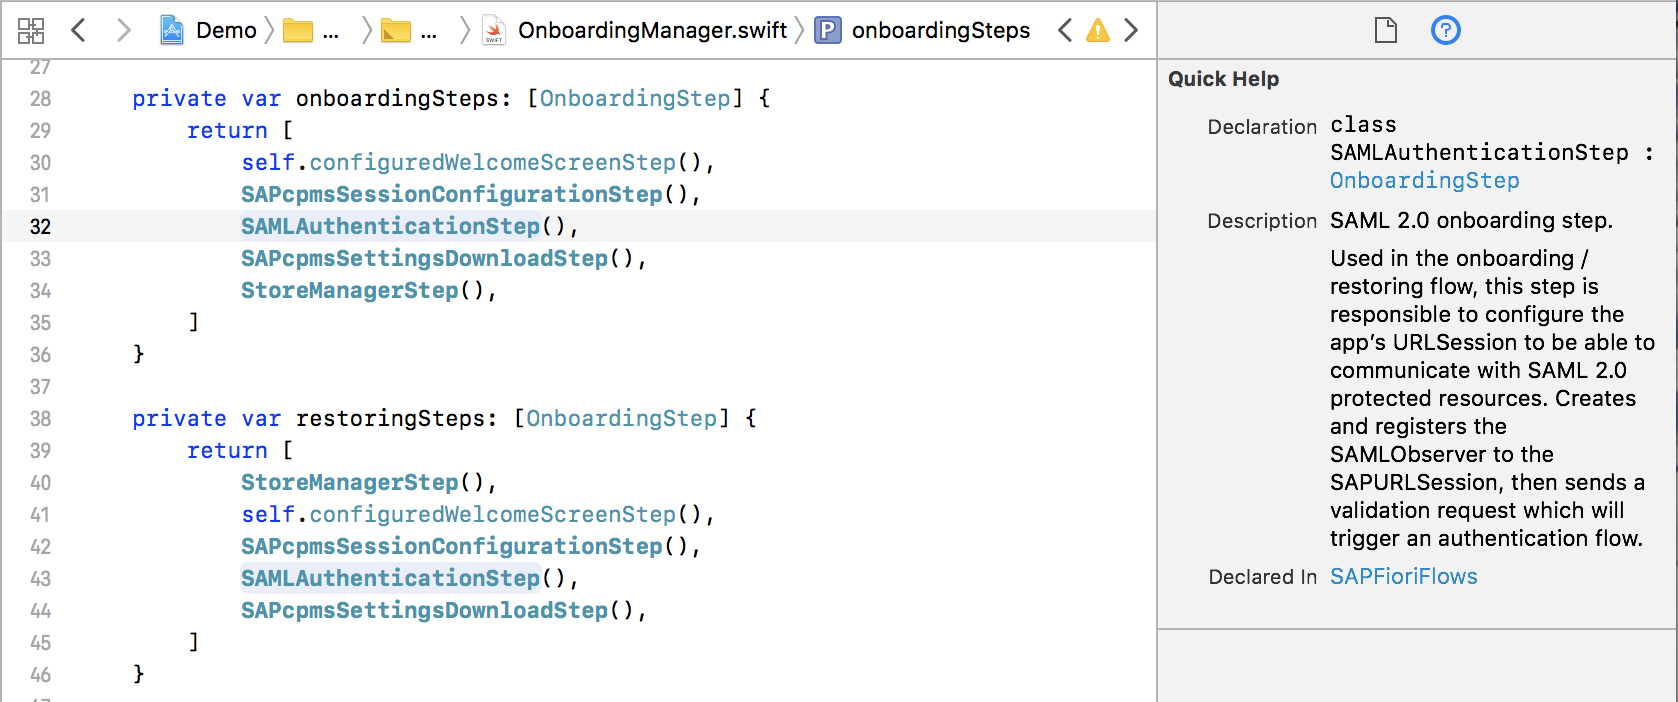 Demo ... ... OnboardingManager.swift P onboardingSteps
27
28 private var onboardingSteps: [OnboardingStep] {
29 return [
30 self.configuredWelcomeScreenStep(),
31 SAPcpmsSessionConfigurationStep(),
32 SAMLAuthenticationStep(),
33 SAPcpmsSettingsDownloadStep(),
34 StoreManagerStep(),
35 ]
36 }
37
38 private var restoringSteps: [OnboardingStep] {
39 return [
40 StoreManagerStep(),
41 self.configuredWelcomeScreenStep(),
42 SAPcpmsSessionConfigurationStep(),
43 SAMLAuthenticationStep(),
44 SAPcpmsSettingsDownloadStep(),
45 ]
46 }
Quick Help
Declaration class
SAMLAuthenticationStep :
OnboardingStep
Description SAML 2.0 onboarding step.
Used in the onboarding /
restoring flow, this step is
responsible to configure the
app's URLSession to be able to
communicate with SAML 2.0
protected resources. Creates
and registers the
SAMLObserver to the
SAPURLSession, then sends a
validation request which will
trigger an authentication flow.
Declared In SAPFioriFlows